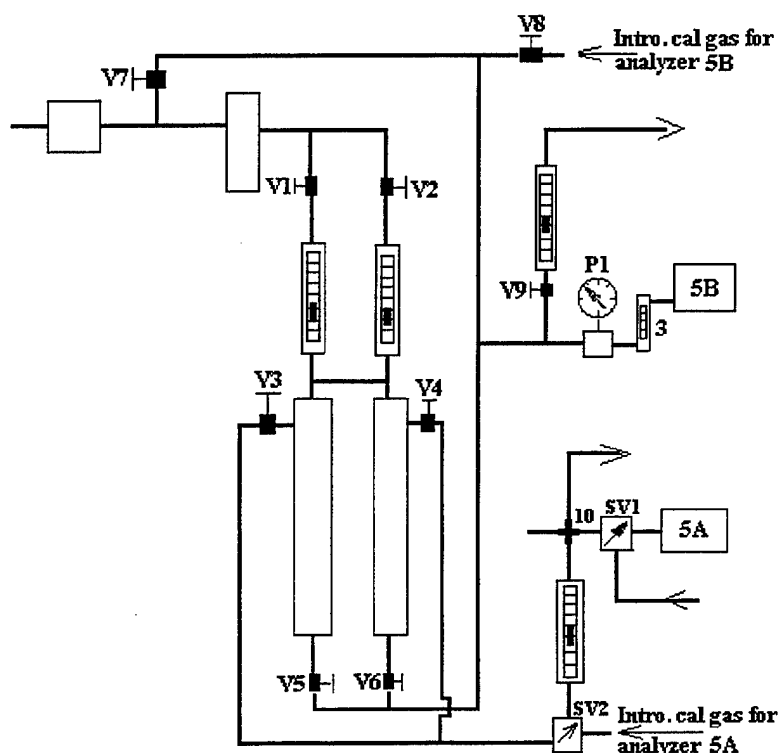 V8
Intro. cal gas for
analyzer 5B
V7
V1
V2
P1
5B
V9
3
V3
V4
SV1
10
5A
V5
V6
SV2
Intro. cal gas for
analyzer 5A